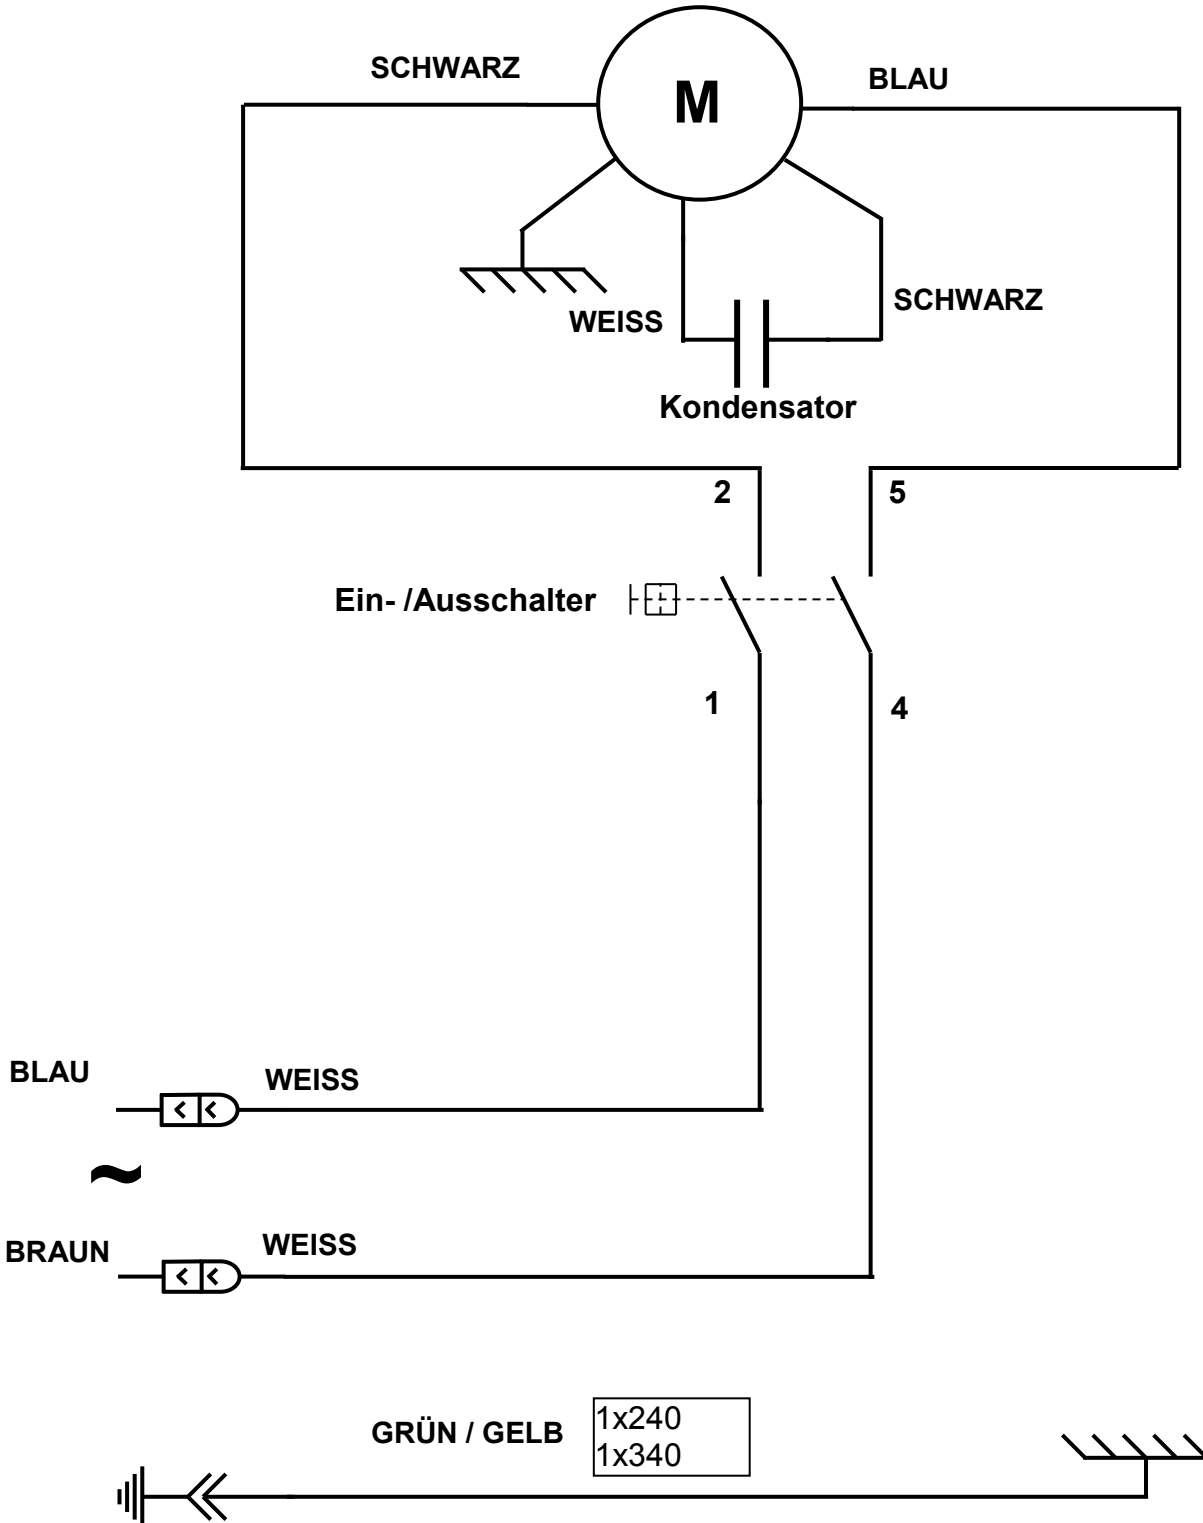 SCHWARZ
M
BLAU
WEISS
SCHWARZ
Kondensator
2
5
Ein- /Ausschalter
1
4
BLAU
WEISS
~
BRAUN
WEISS
GRÜN / GELB
1x240
1x340